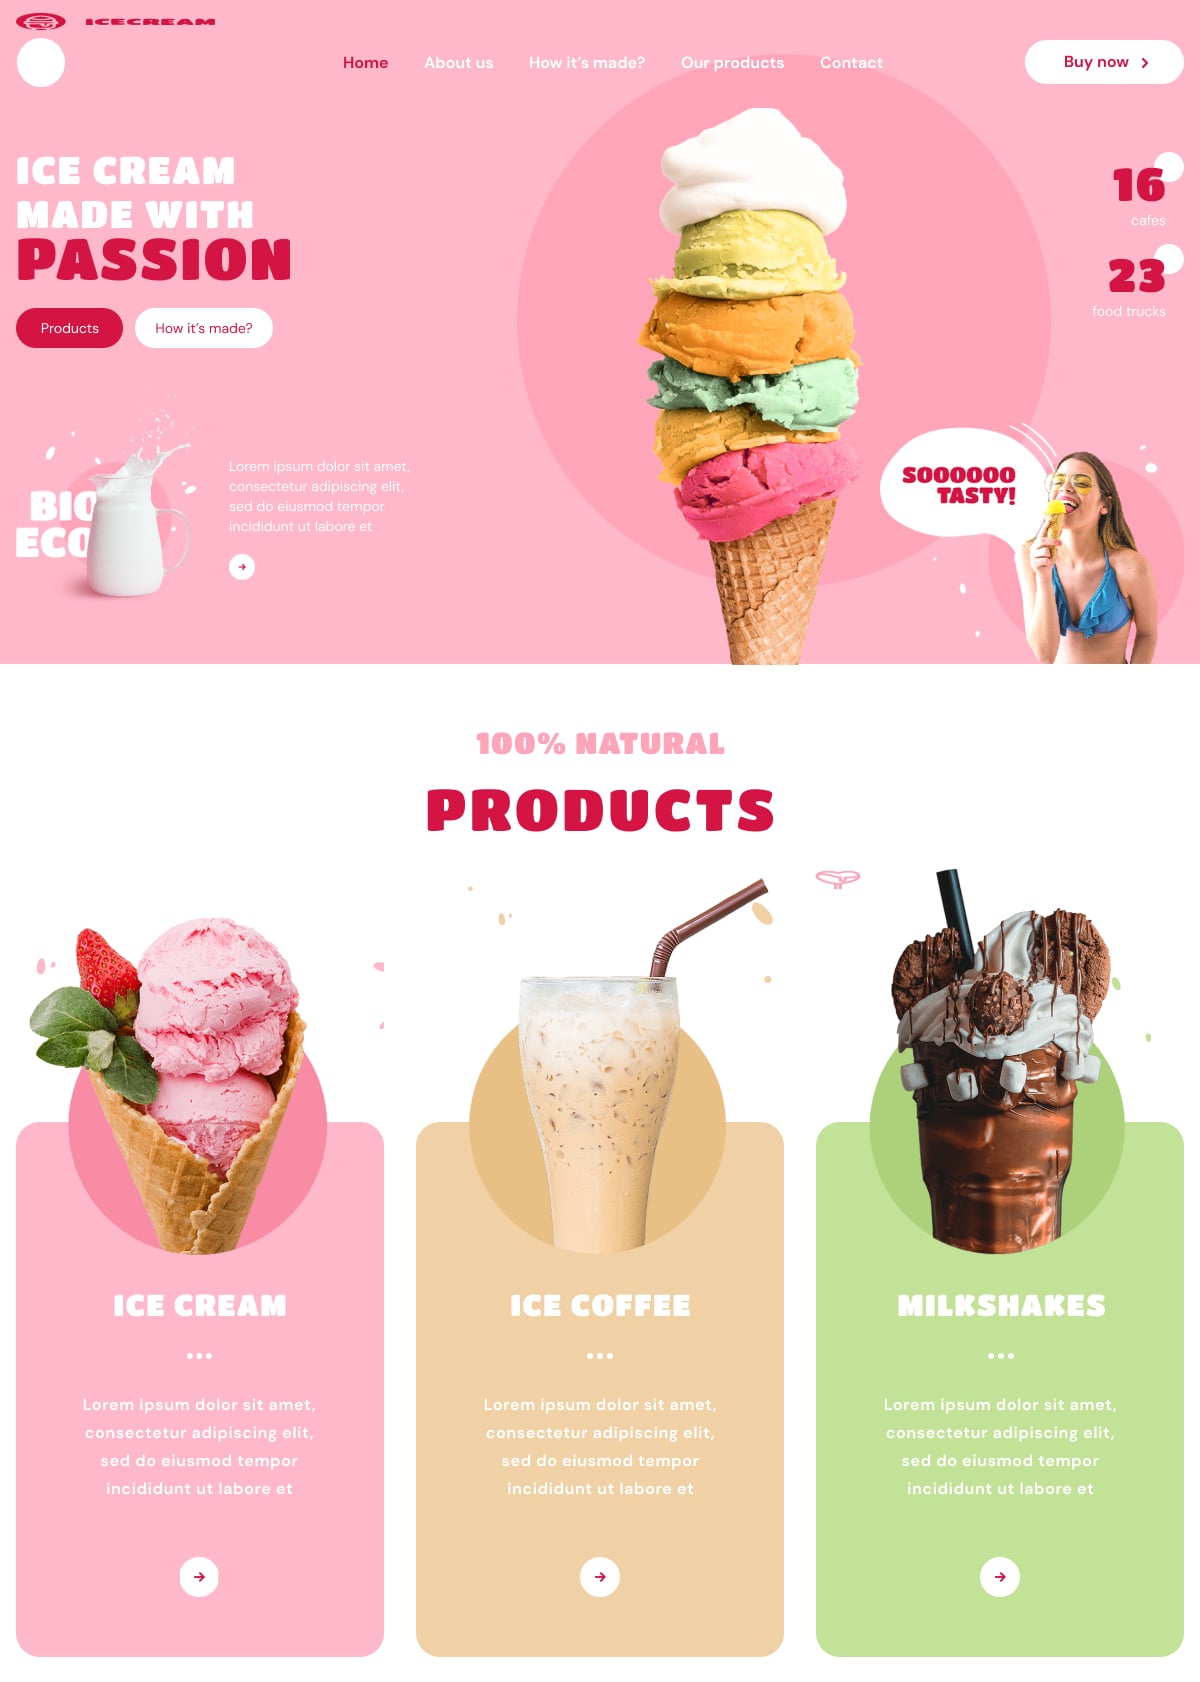 ICECREAM
Home About us How it's made? Our products Contact
Buy now
ICE CREAM
MADE WITH
PASSION
Products How it's made?
16
cafes
23
food trucks
BIO
ECO
Lorem ipsum dolor sit amet,
consectetur adipiscing elit,
sed do eiusmod tempor
incididunt ut labore et
SOOOOOO
TASTY!
100% NATURAL
PRODUCTS
ICE CREAM
Lorem ipsum dolor sit amet,
consectetur adipiscing elit,
sed do eiusmod tempor
incididunt ut labore et
ICE COFFEE
Lorem ipsum dolor sit amet,
consectetur adipiscing elit,
sed do eiusmod tempor
incididunt ut labore et
MILKSHAKES
Lorem ipsum dolor sit amet,
consectetur adipiscing elit,
sed do eiusmod tempor
incididunt ut labore et